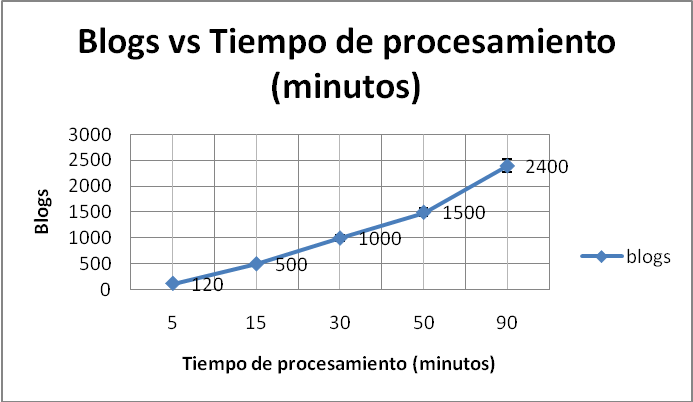 Blogs vs Tiempo de procesamiento
(minutos)
3000
2500
2000
1500
1000
500
0
Blogs
120
500
1000
1500
2400
blogs
5 15 30 50 90
Tiempo de procesamiento (minutos)